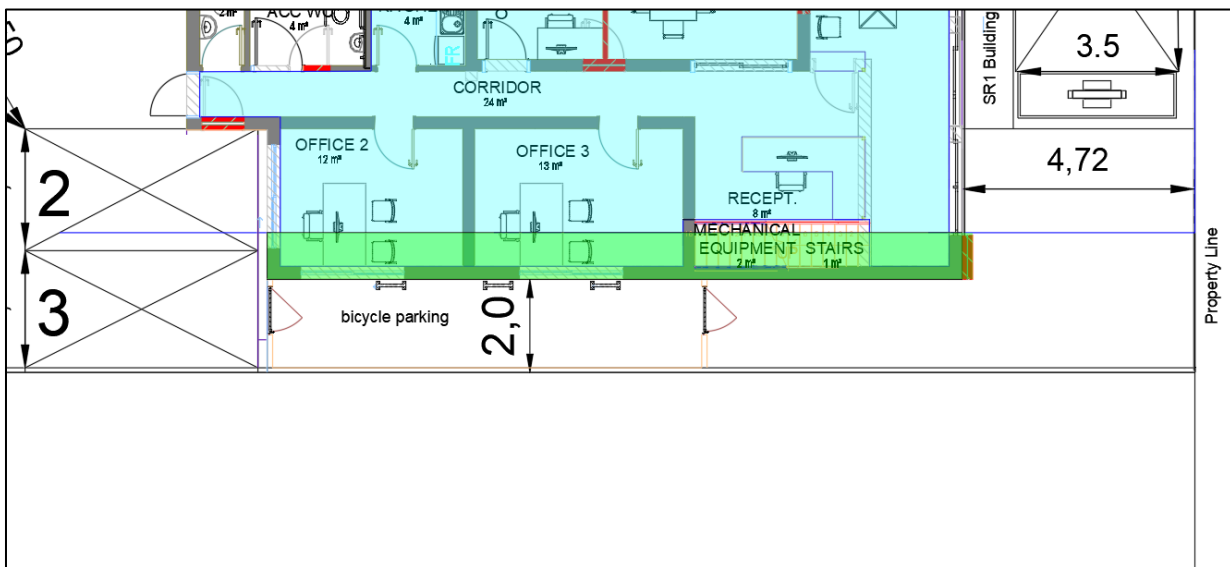 ACC WC
4 m²
4 m²
FR
3.5
SR1 Building
CORRIDOR
24 m²
OFFICE 2
12 m²
OFFICE 3
13 m²
4,72
2
RECEPT.
8 m²
MECHANICAL
EQUIPMENT STAIRS
2 m² 1 m²
3
bicycle parking
2,0
Property Line